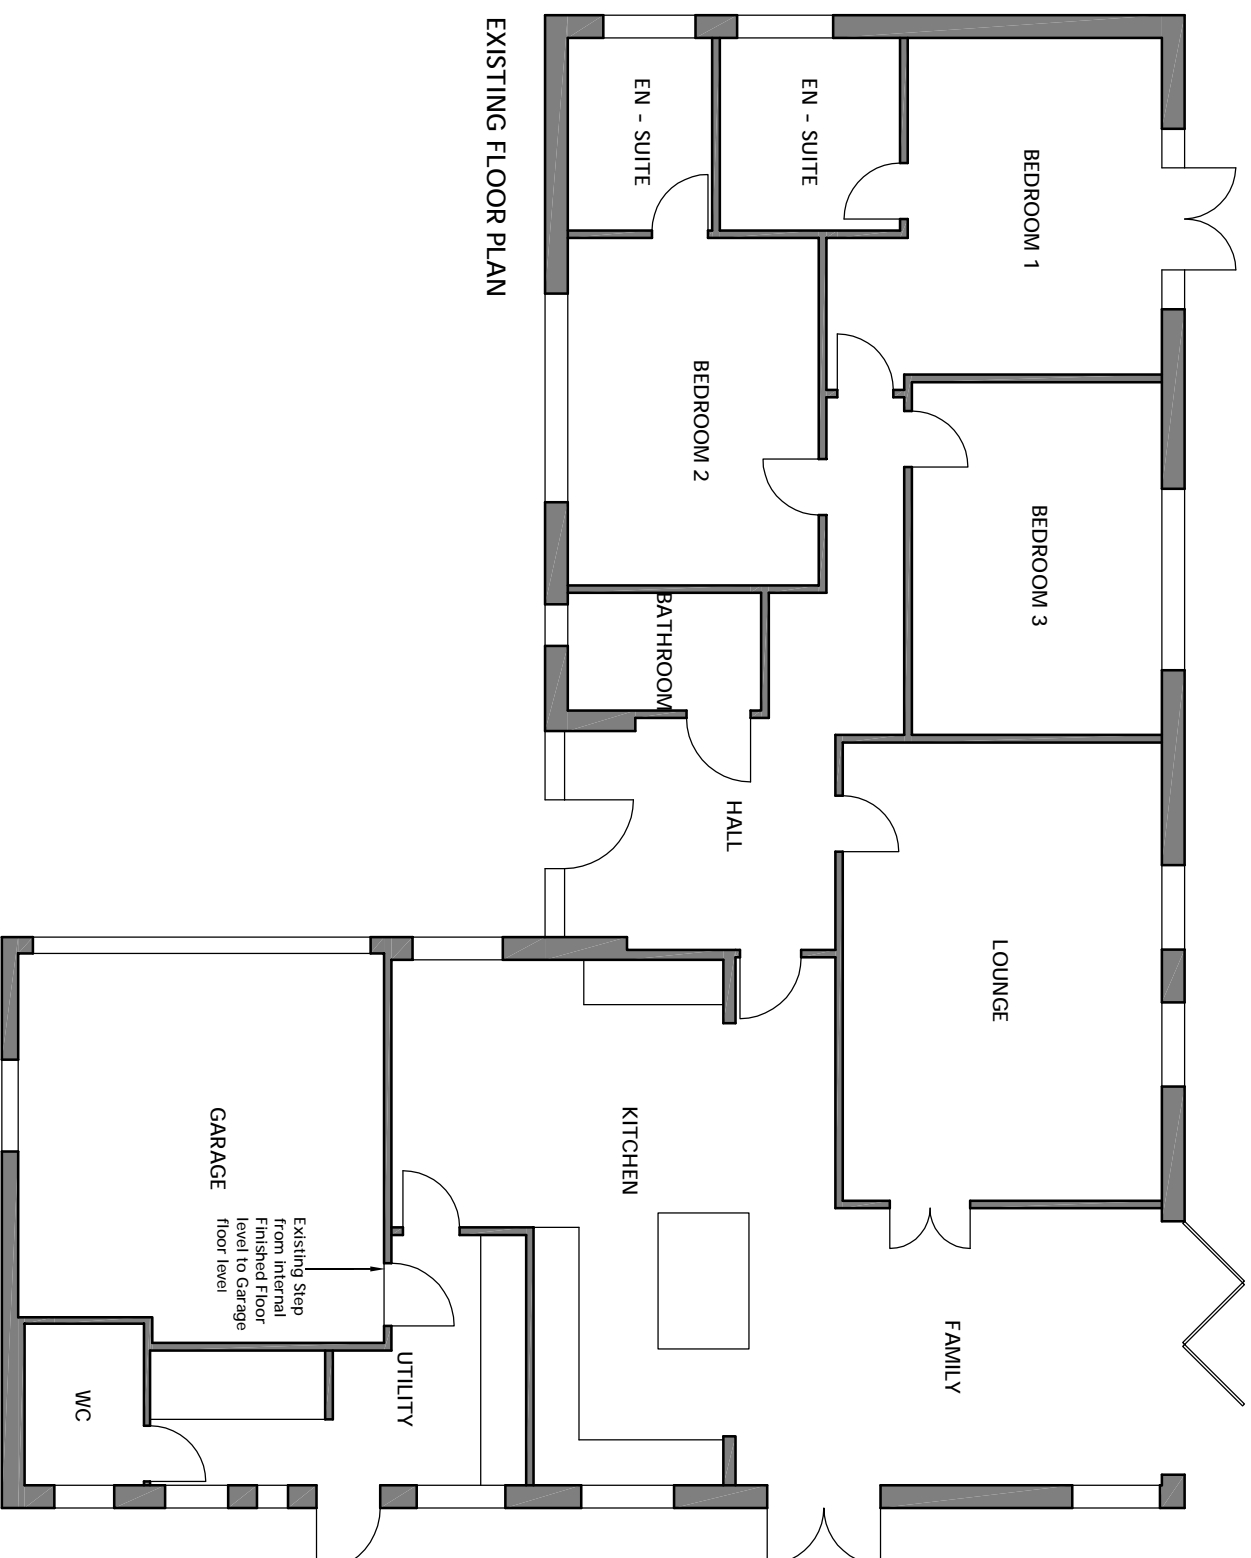 EXISTING FLOOR PLAN
BEDROOM 1
EN - SUITE
EN - SUITE
BEDROOM 2
BEDROOM 3
BATHROOM
HALL
LOUNGE
KITCHEN
FAMILY
GARAGE
Existing Step
from internal
Finished Floor
level to Garage
floor level
UTILITY
WC